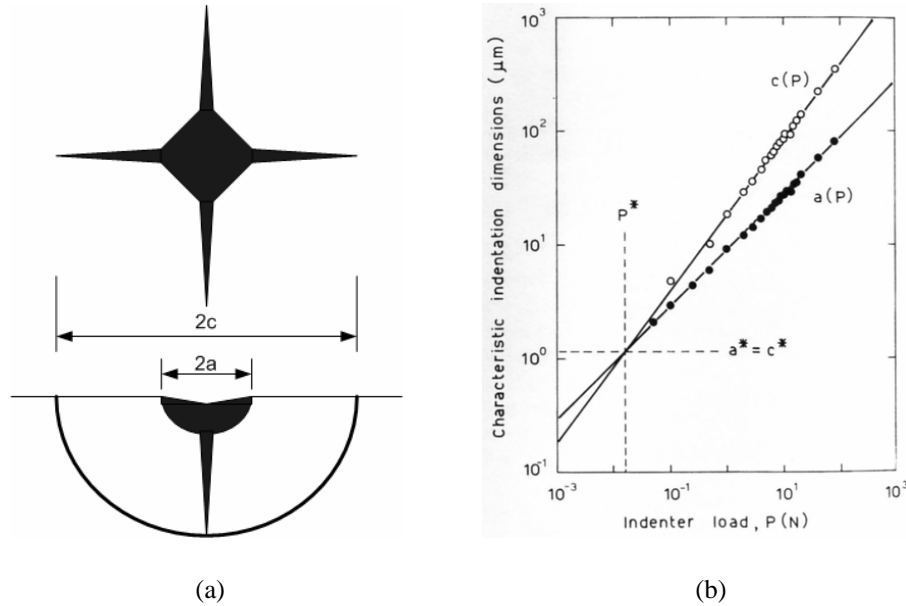 2c
2a
(a)
Characteristic indentation dimensions (μm)
10³
10²
10¹
10⁰
10⁻¹
c(P)
a(P)
P*
a* = c*
10⁻³
10⁻¹
10¹
10³
Indenter load, P(N)
(b)